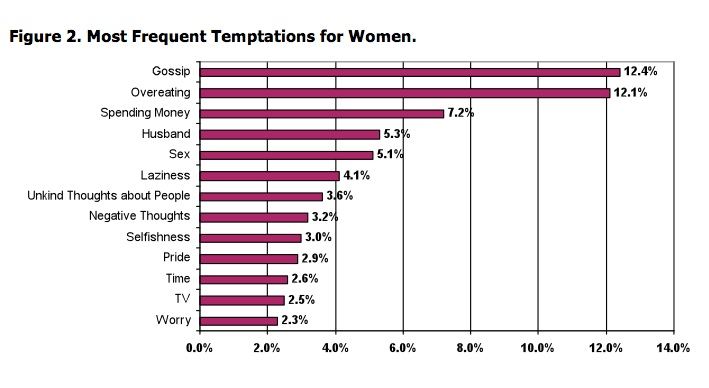 Figure 2. Most Frequent Temptations for Women.
Gossip 12.4%
Overeating 12.1%
Spending Money 7.2%
Husband 5.3%
Sex 5.1%
Laziness 4.1%
Unkind Thoughts about People 3.6%
Negative Thoughts 3.2%
Selfishness 3.0%
Pride 2.9%
Time 2.6%
TV 2.5%
Worry 2.3%
0.0% 2.0% 4.0% 6.0% 8.0% 10.0% 12.0% 14.0%